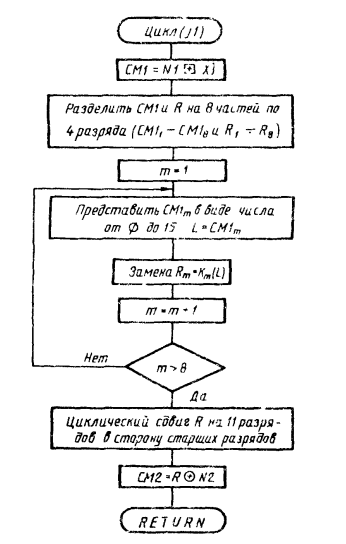 Цикл(j1)
СМ1 = N1 ⊞ Xj
Разделить СМ1 и R на 8 частей по
4 разряда (СМ1₁ – СМ1₈ и R₁ – R₈)
m = 1
Представить СМ1m в виде числа
от Ф до 15 L = СМ1m
Замена Rm = Km(L)
m = m + 1
Нет
m > 8
Да
Циклический сдвиг R на 11 разря-
дов в сторону старших разрядов
СМ2 = R ⊕ N2
RETURN